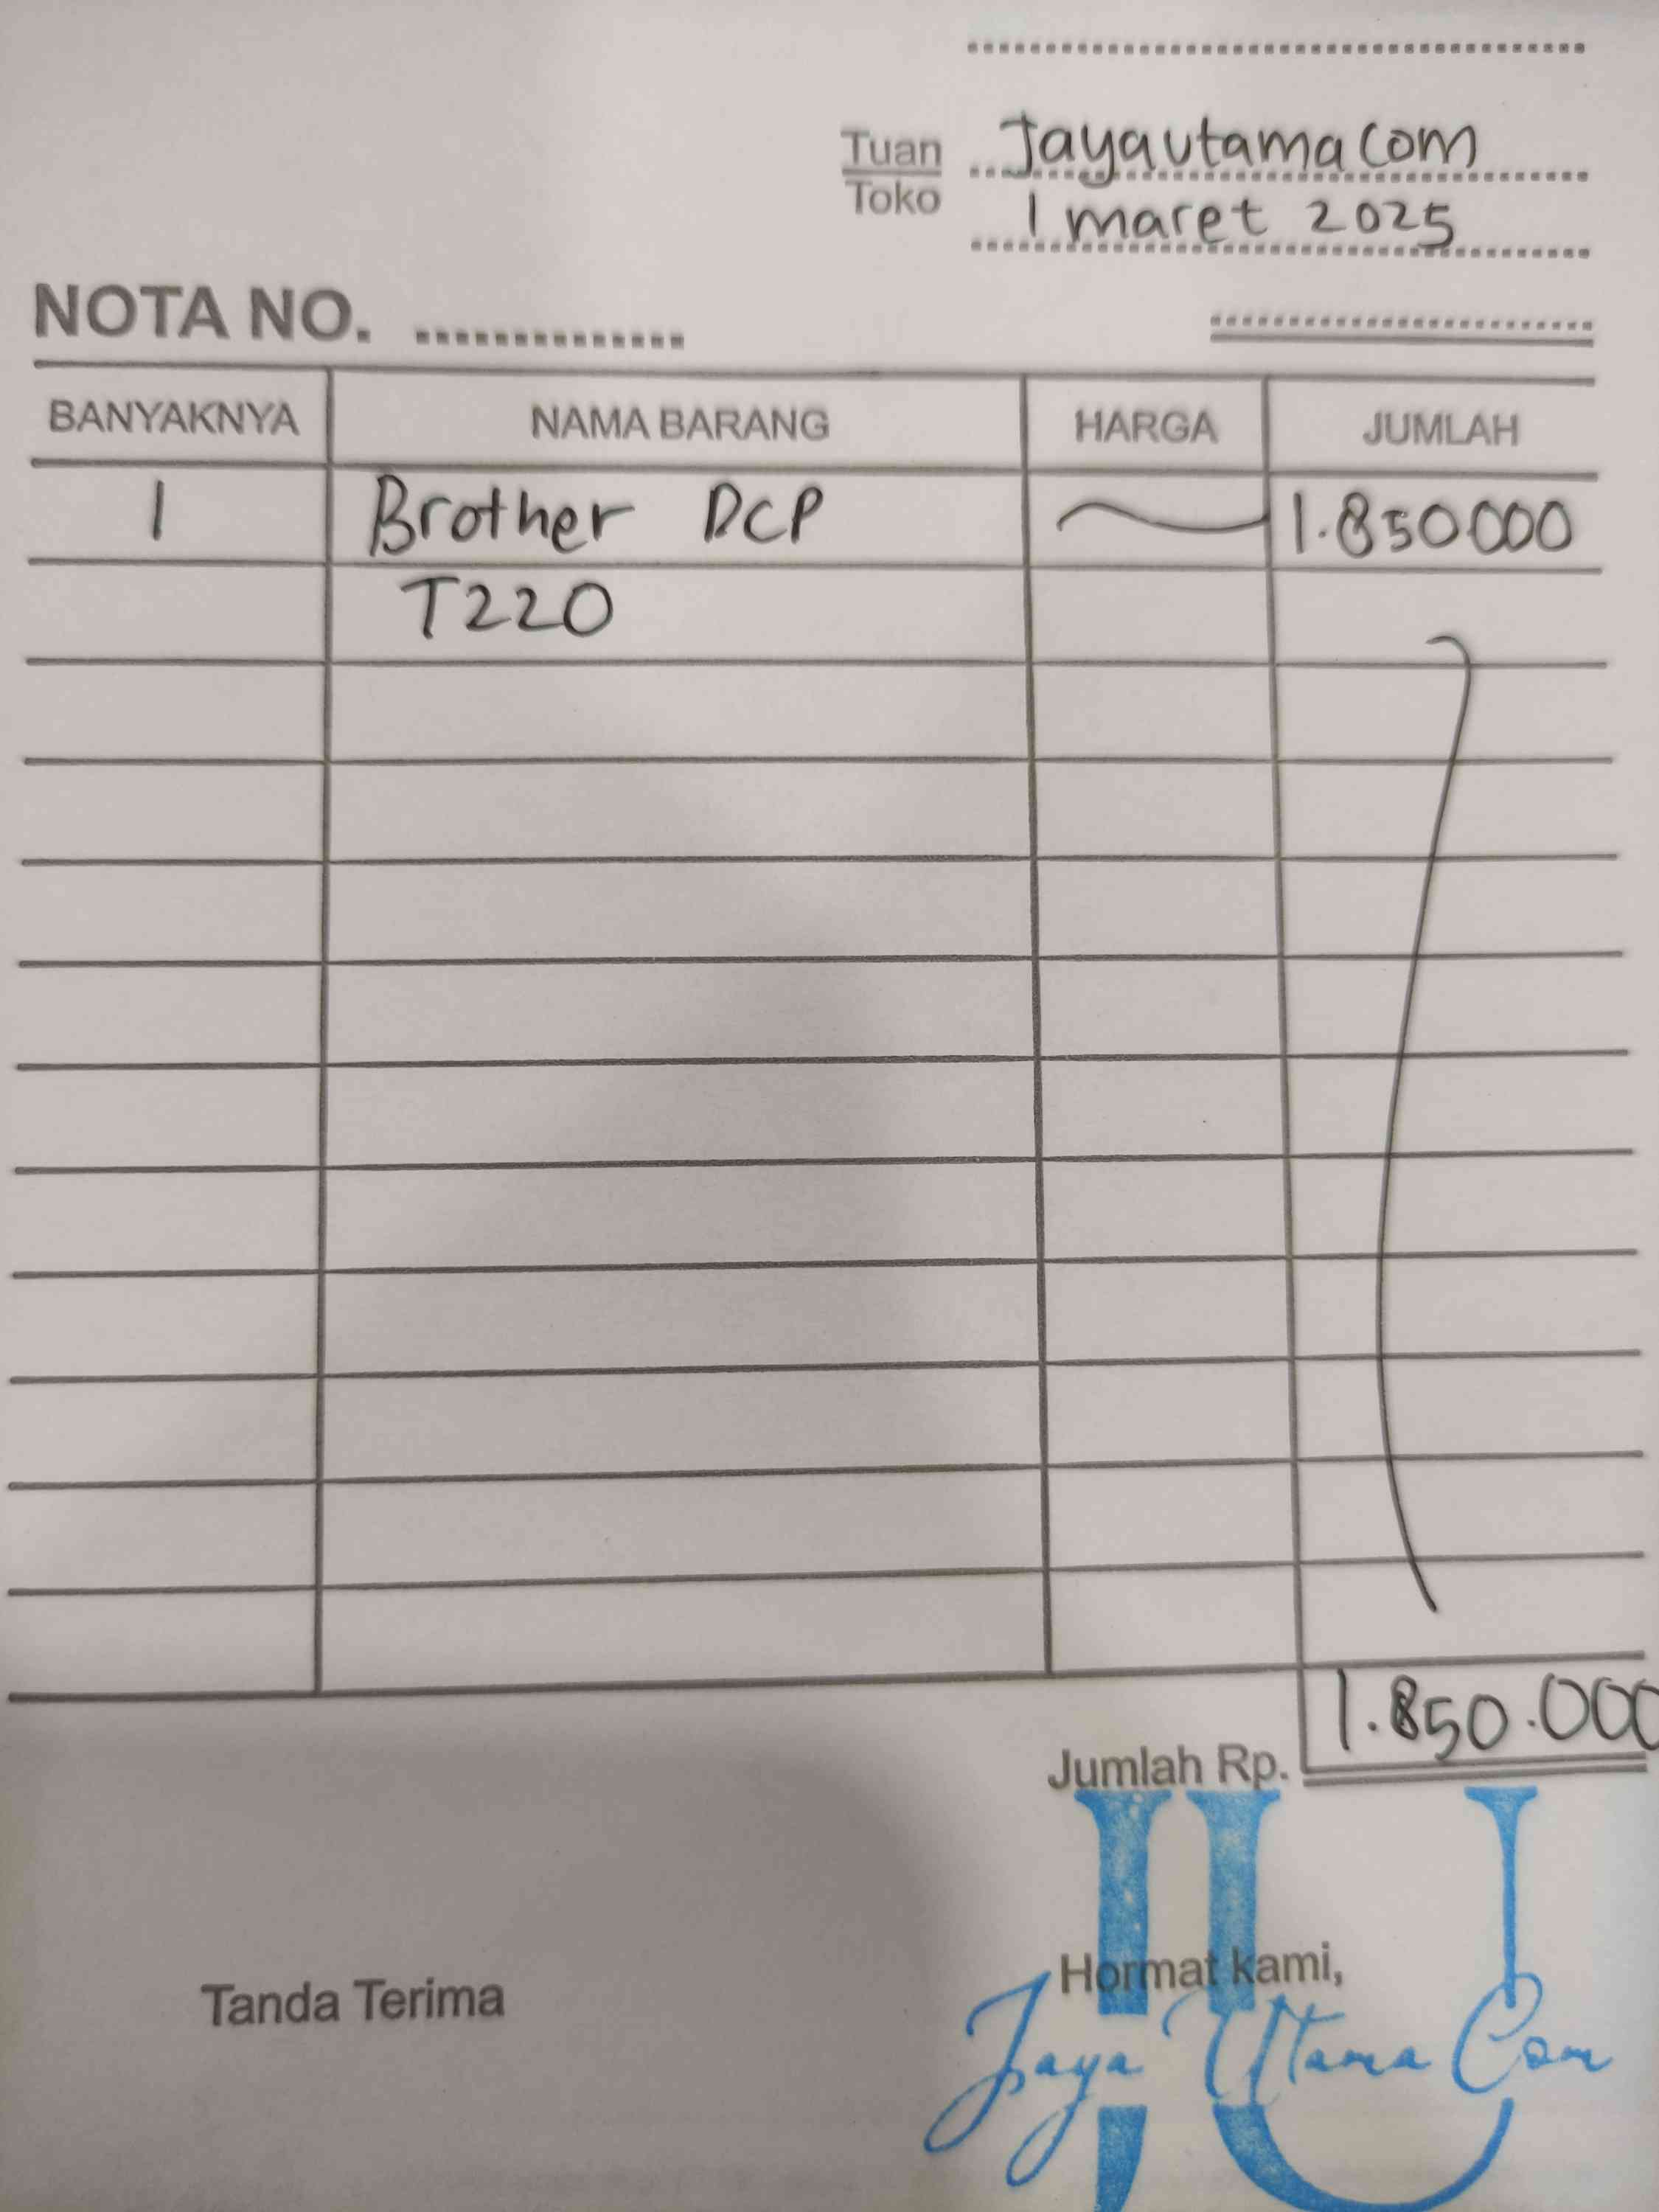 Tuan
Toko
Jayautama com
1 maret 2025
NOTA NO.
BANYAKNYA NAMA BARANG HARGA JUMLAH
1 Brother DCP 1.850000
T220
Jumlah Rp. 1.850.000
Tanda Terima Hormat kami,
JU
Jaya Utama Com